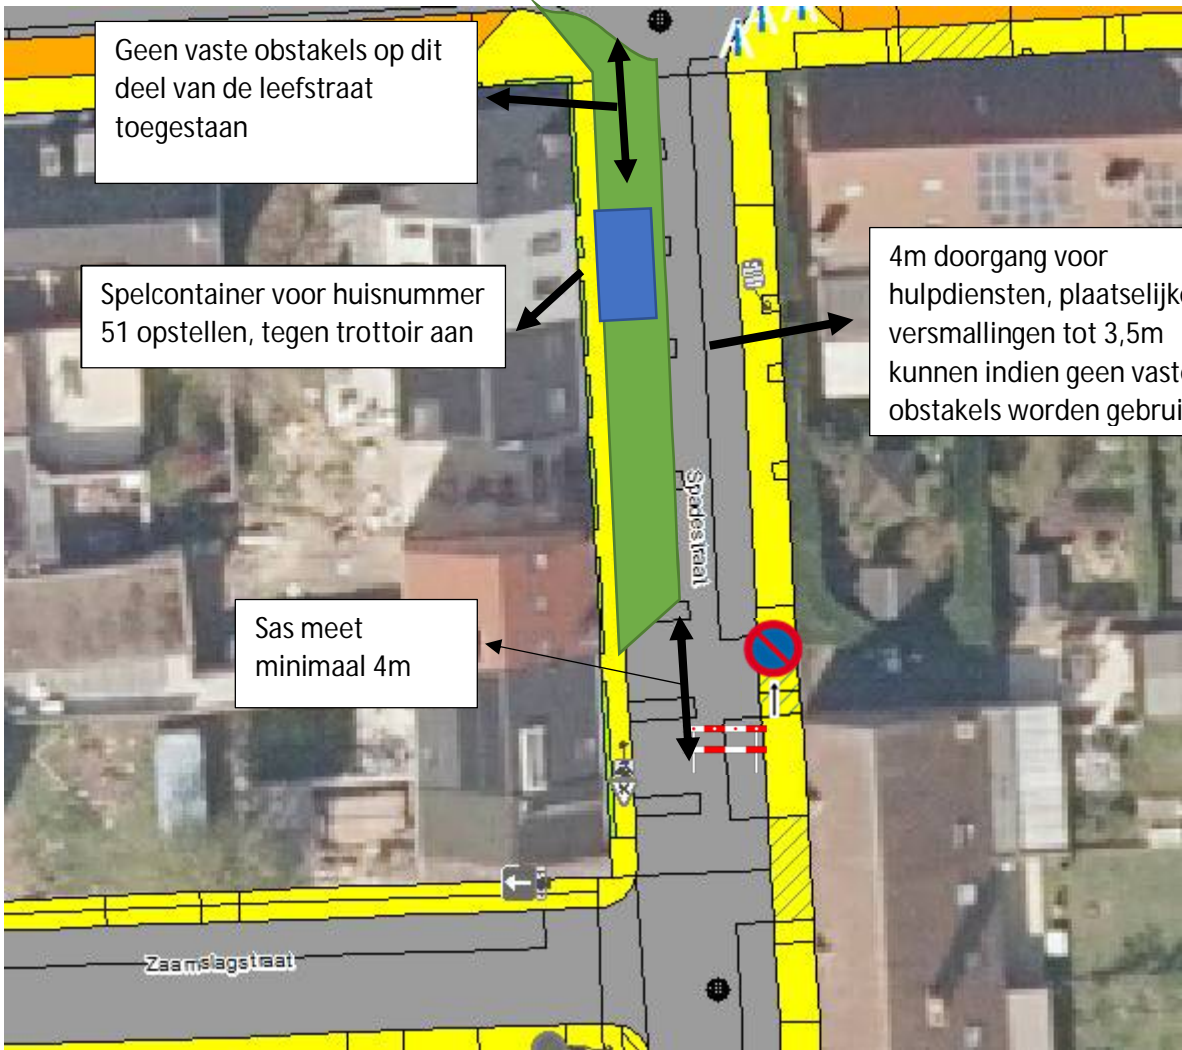 Geen vaste obstakels op dit
deel van de leefstraat
toegestaan
Spelcontainer voor huisnummer
51 opstellen, tegen trottoir aan
4m doorgang voor
hulpdiensten, plaatselijke
versmallingen tot 3,5m
kunnen indien geen vaste
obstakels worden gebrui
Spadestraat
Sas meet
minimaal 4m
Zaamslagstraat